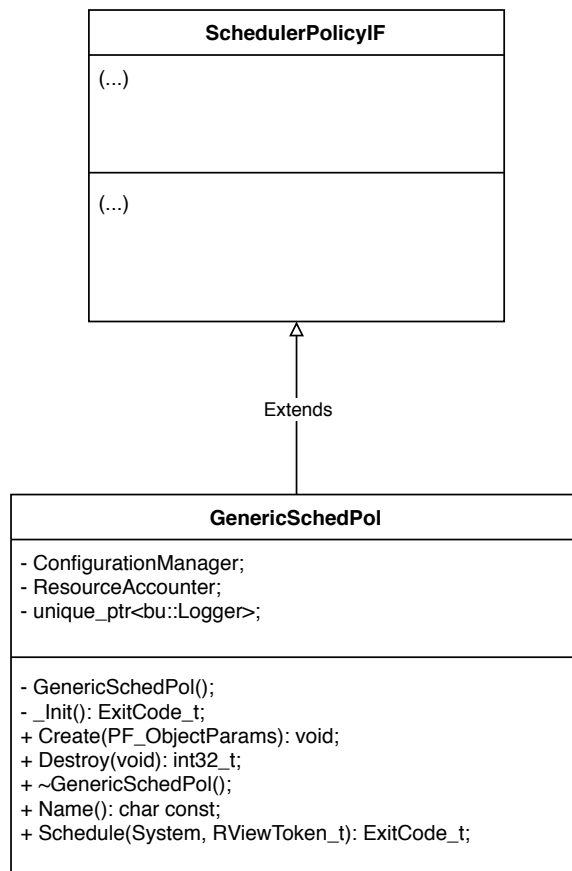 SchedulerPolicyIF
(...)
(...)
Extends
GenericSchedPol
- ConfigurationManager;
- ResourceAccounter;
- unique_ptr<bu::Logger>;
- GenericSchedPol();
- _Init(): ExitCode_t;
+ Create(PF_ObjectParams): void;
+ Destroy(void): int32_t;
+ ~GenericSchedPol();
+ Name(): char const;
+ Schedule(System, RViewToken_t): ExitCode_t;